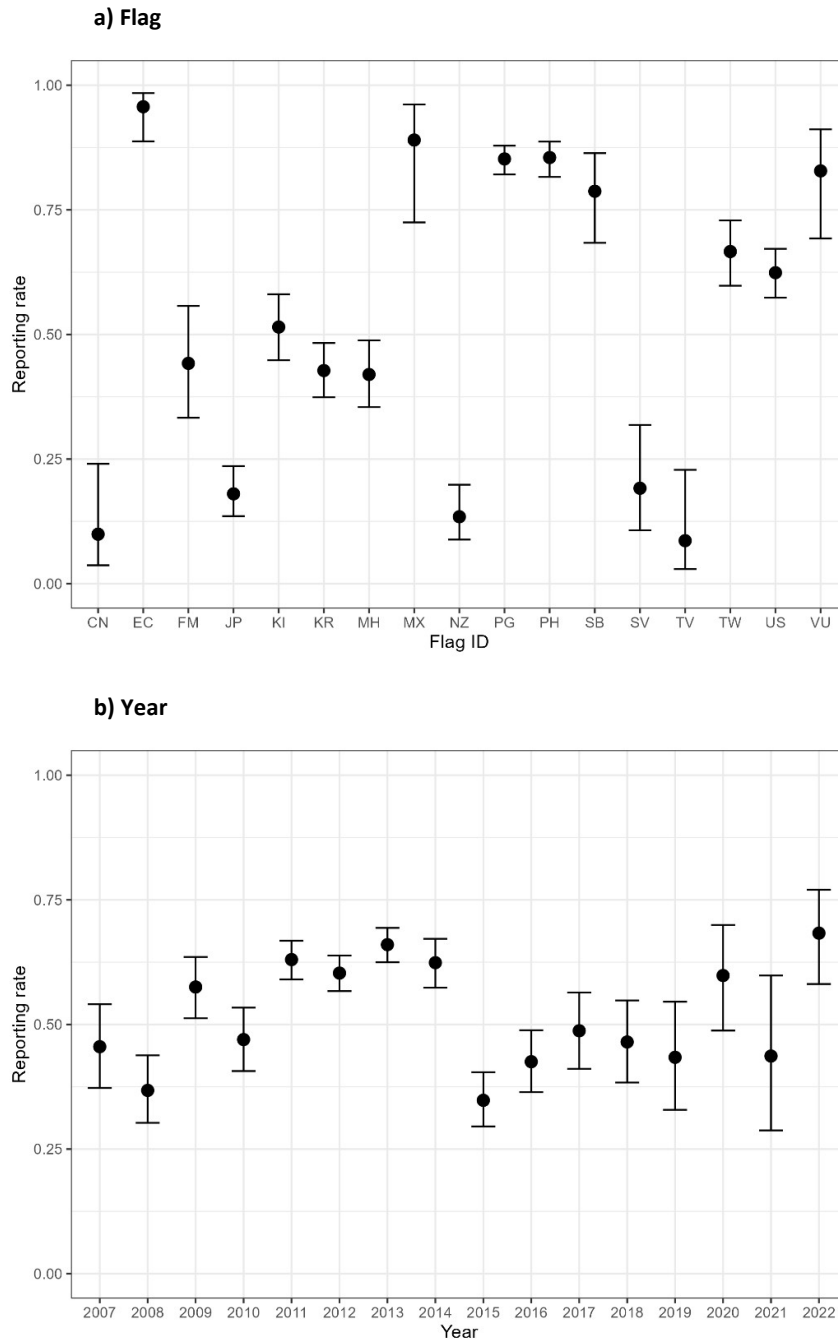 a) Flag
1.00
0.75
0.50
0.25
0.00
Reporting rate
CN EC FM JP KI KR MH MX NZ PG PH SB SV TV TW US VU
Flag ID
b) Year
1.00
0.75
0.50
0.25
0.00
Reporting rate
2007 2008 2009 2010 2011 2012 2013 2014 2015 2016 2017 2018 2019 2020 2021 2022
Year